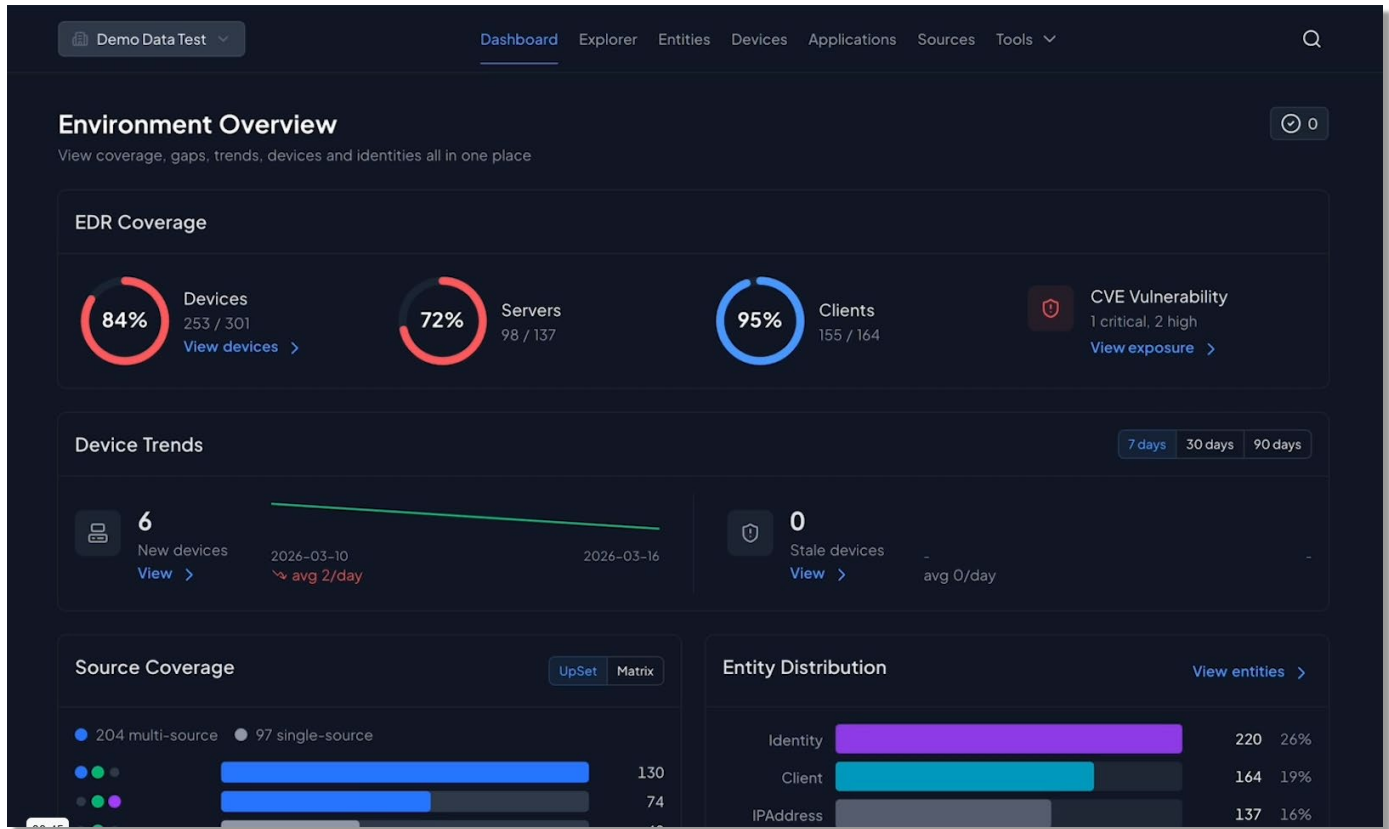 Demo Data Test
Dashboard Explorer Entities Devices Applications Sources Tools
Environment Overview
0
View coverage, gaps, trends, devices and identities all in one place
EDR Coverage
84%
Devices
253 / 301
View devices
72%
Servers
98 / 137
95%
Clients
155 / 164
CVE Vulnerability
1 critical, 2 high
View exposure
Device Trends
7 days 30 days 90 days
6
New devices
View
2026-03-10 2026-03-16
avg 2/day
0
Stale devices
View
- -
avg 0/day
Source Coverage
UpSet Matrix
204 multi-source 97 single-source
130
74
Entity Distribution
View entities
Identity 220 26%
Client 164 19%
IPAddress 137 16%